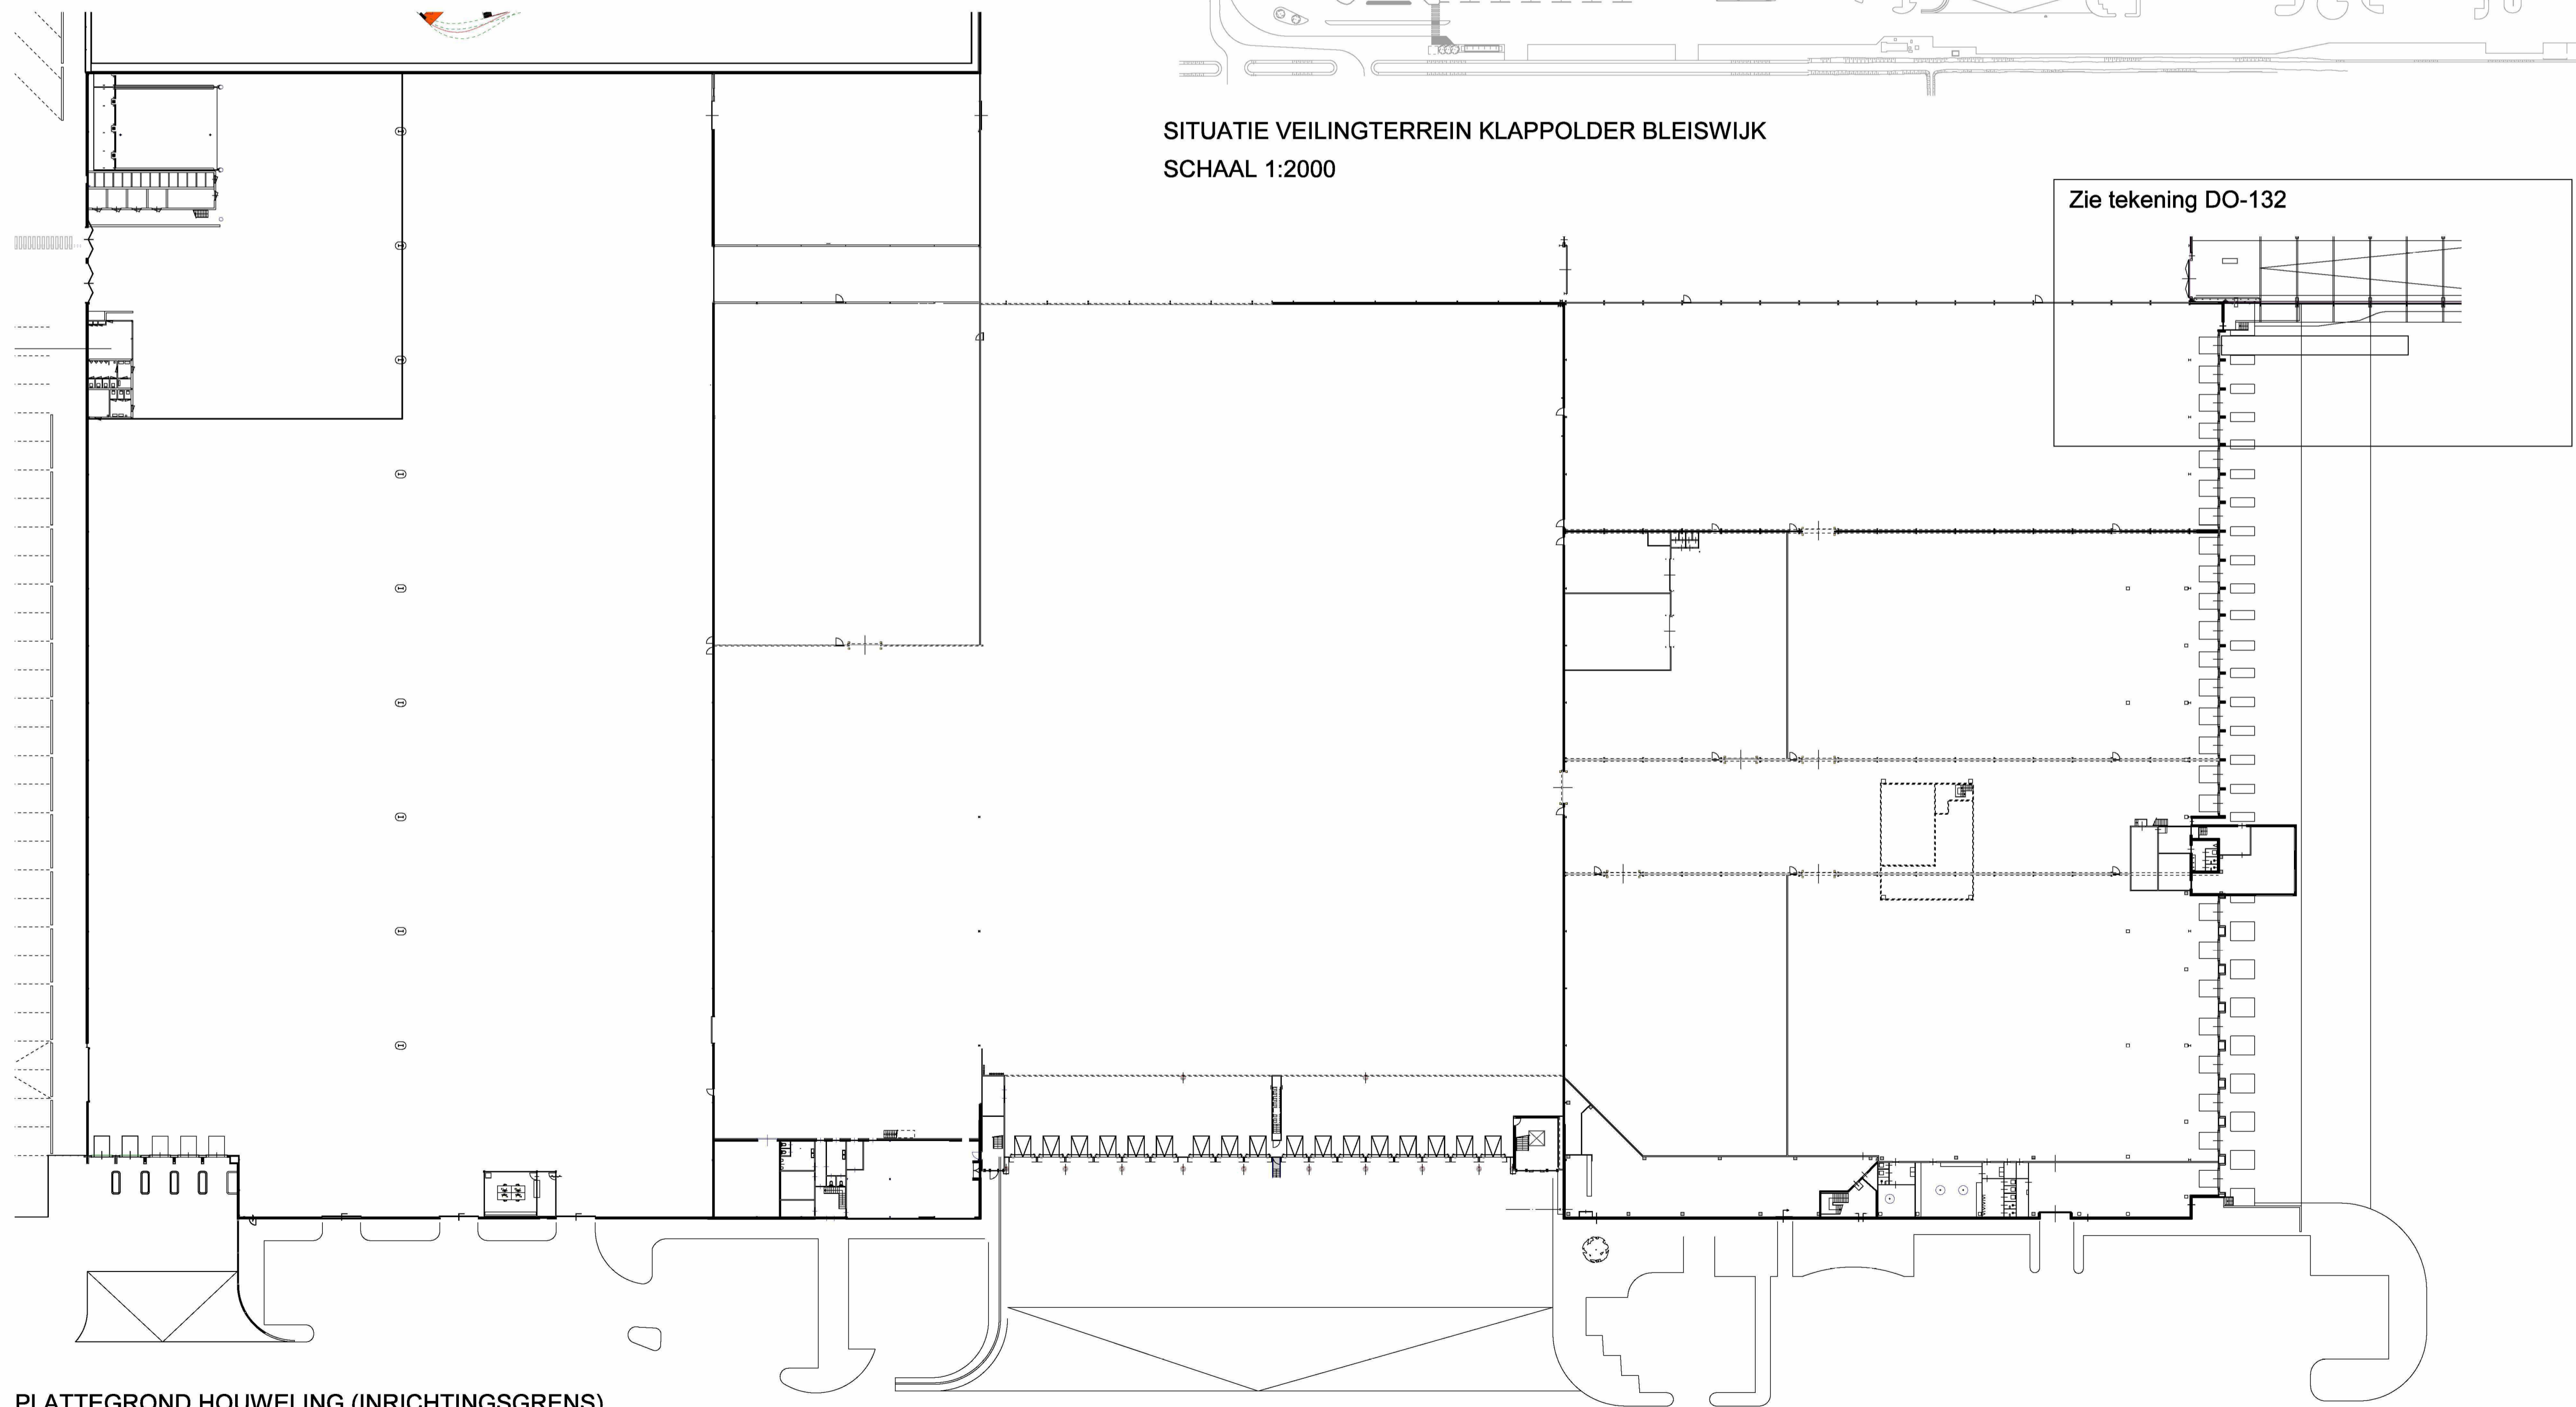 SITUATIE VEILINGTERREIN KLAPPOLDER BLEISWIJK
SCHAAL 1:2000
Zie tekening DO-132
PLATTEGROND HOUWELING (INRICHTINGSGRENS)